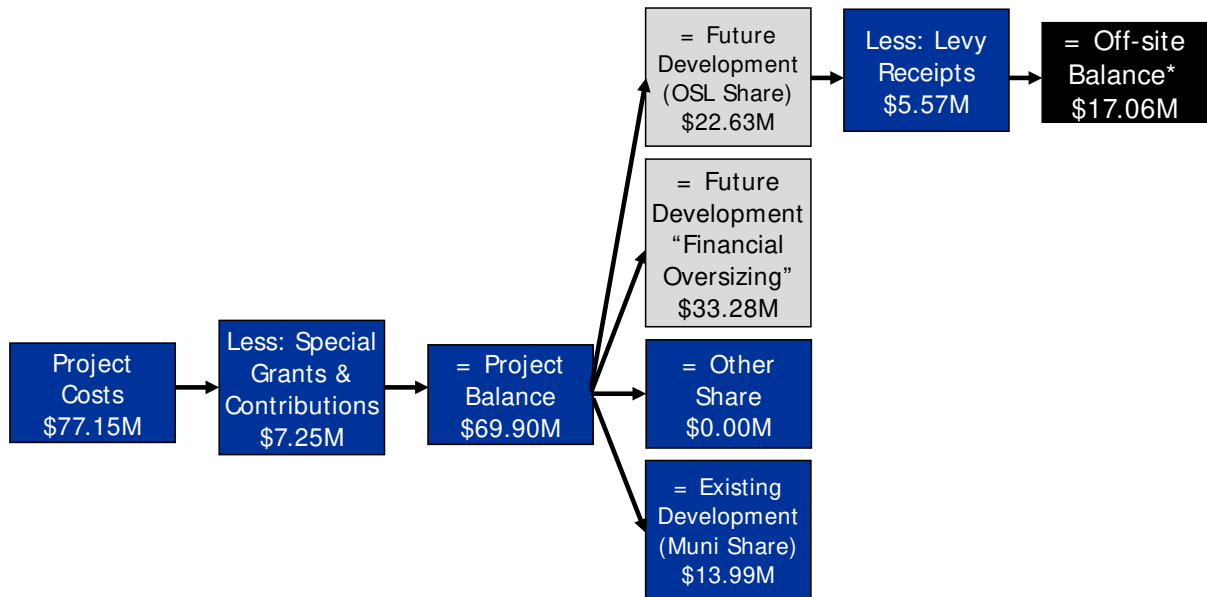 Project
Costs
$77.15M
Less: Special
Grants &
Contributions
$7.25M
= Project
Balance
$69.90M
= Future
Development
(OSL Share)
$22.63M
Less: Levy
Receipts
$5.57M
= Off-site
Balance*
$17.06M
= Future
Development
“Financial
Oversizing”
$33.28M
= Other
Share
$0.00M
= Existing
Development
(Muni Share)
$13.99M